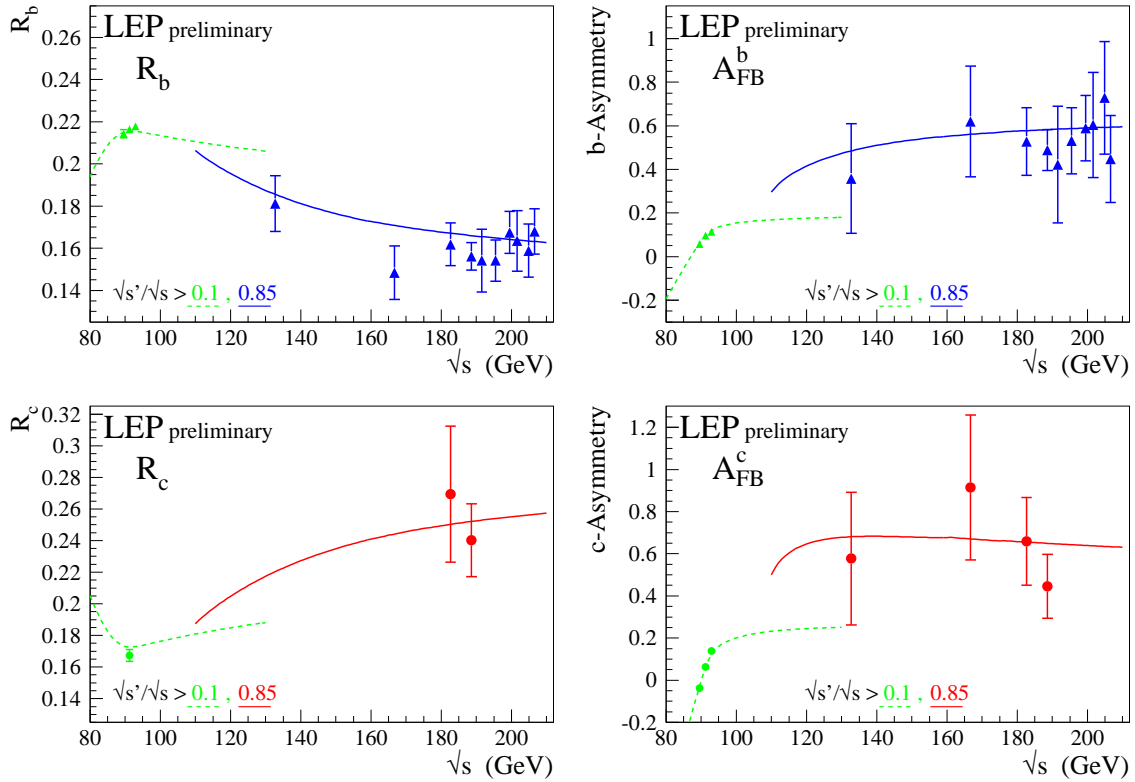 R_b
LEP preliminary
R_b
0.26
0.24
0.22
0.2
0.18
0.16
0.14
√s’/√s > 0.1 , 0.85
80 100 120 140 160 180 200
√s (GeV)
b-Asymmetry
LEP preliminary
A_FB^b
1
0.8
0.6
0.4
0.2
0
-0.2
√s’/√s > 0.1 , 0.85
80 100 120 140 160 180 200
√s (GeV)
R_c
LEP preliminary
R_c
0.32
0.3
0.28
0.26
0.24
0.22
0.2
0.18
0.16
0.14
√s’/√s > 0.1 , 0.85
80 100 120 140 160 180 200
√s (GeV)
c-Asymmetry
LEP preliminary
A_FB^c
1.2
1
0.8
0.6
0.4
0.2
0
-0.2
√s’/√s > 0.1 , 0.85
80 100 120 140 160 180 200
√s (GeV)